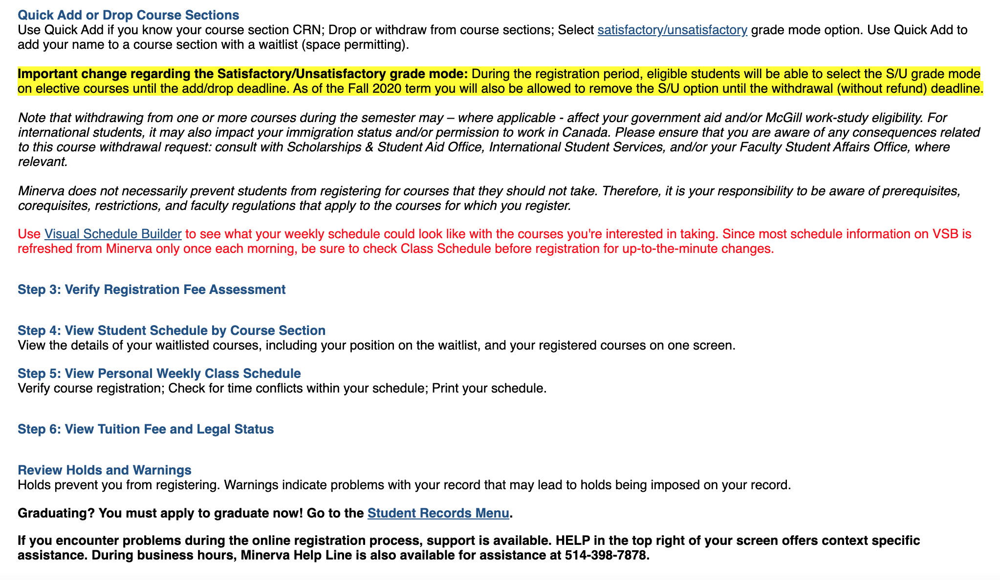 Quick Add or Drop Course Sections
Use Quick Add if you know your course section CRN; Drop or withdraw from course sections; Select satisfactory/unsatisfactory grade mode option. Use Quick Add to
add your name to a course section with a waitlist (space permitting).
Important change regarding the Satisfactory/Unsatisfactory grade mode: During the registration period, eligible students will be able to select the S/U grade mode
on elective courses until the add/drop deadline. As of the Fall 2020 term you will also be allowed to remove the S/U option until the withdrawal (without refund) deadline.
Note that withdrawing from one or more courses during the semester may – where applicable - affect your government aid and/or McGill work-study eligibility. For
international students, it may also impact your immigration status and/or permission to work in Canada. Please ensure that you are aware of any consequences related
to this course withdrawal request: consult with Scholarships & Student Aid Office, International Student Services, and/or your Faculty Student Affairs Office, where
relevant.
Minerva does not necessarily prevent students from registering for courses that they should not take. Therefore, it is your responsibility to be aware of prerequisites,
corequisites, restrictions, and faculty regulations that apply to the courses for which you register.
Use Visual Schedule Builder to see what your weekly schedule could look like with the courses you're interested in taking. Since most schedule information on VSB is
refreshed from Minerva only once each morning, be sure to check Class Schedule before registration for up-to-the-minute changes.
Step 3: Verify Registration Fee Assessment
Step 4: View Student Schedule by Course Section
View the details of your waitlisted courses, including your position on the waitlist, and your registered courses on one screen.
Step 5: View Personal Weekly Class Schedule
Verify course registration; Check for time conflicts within your schedule; Print your schedule.
Step 6: View Tuition Fee and Legal Status
Review Holds and Warnings
Holds prevent you from registering. Warnings indicate problems with your record that may lead to holds being imposed on your record.
Graduating? You must apply to graduate now! Go to the Student Records Menu.
If you encounter problems during the online registration process, support is available. HELP in the top right of your screen offers context specific
assistance. During business hours, Minerva Help Line is also available for assistance at 514-398-7878.